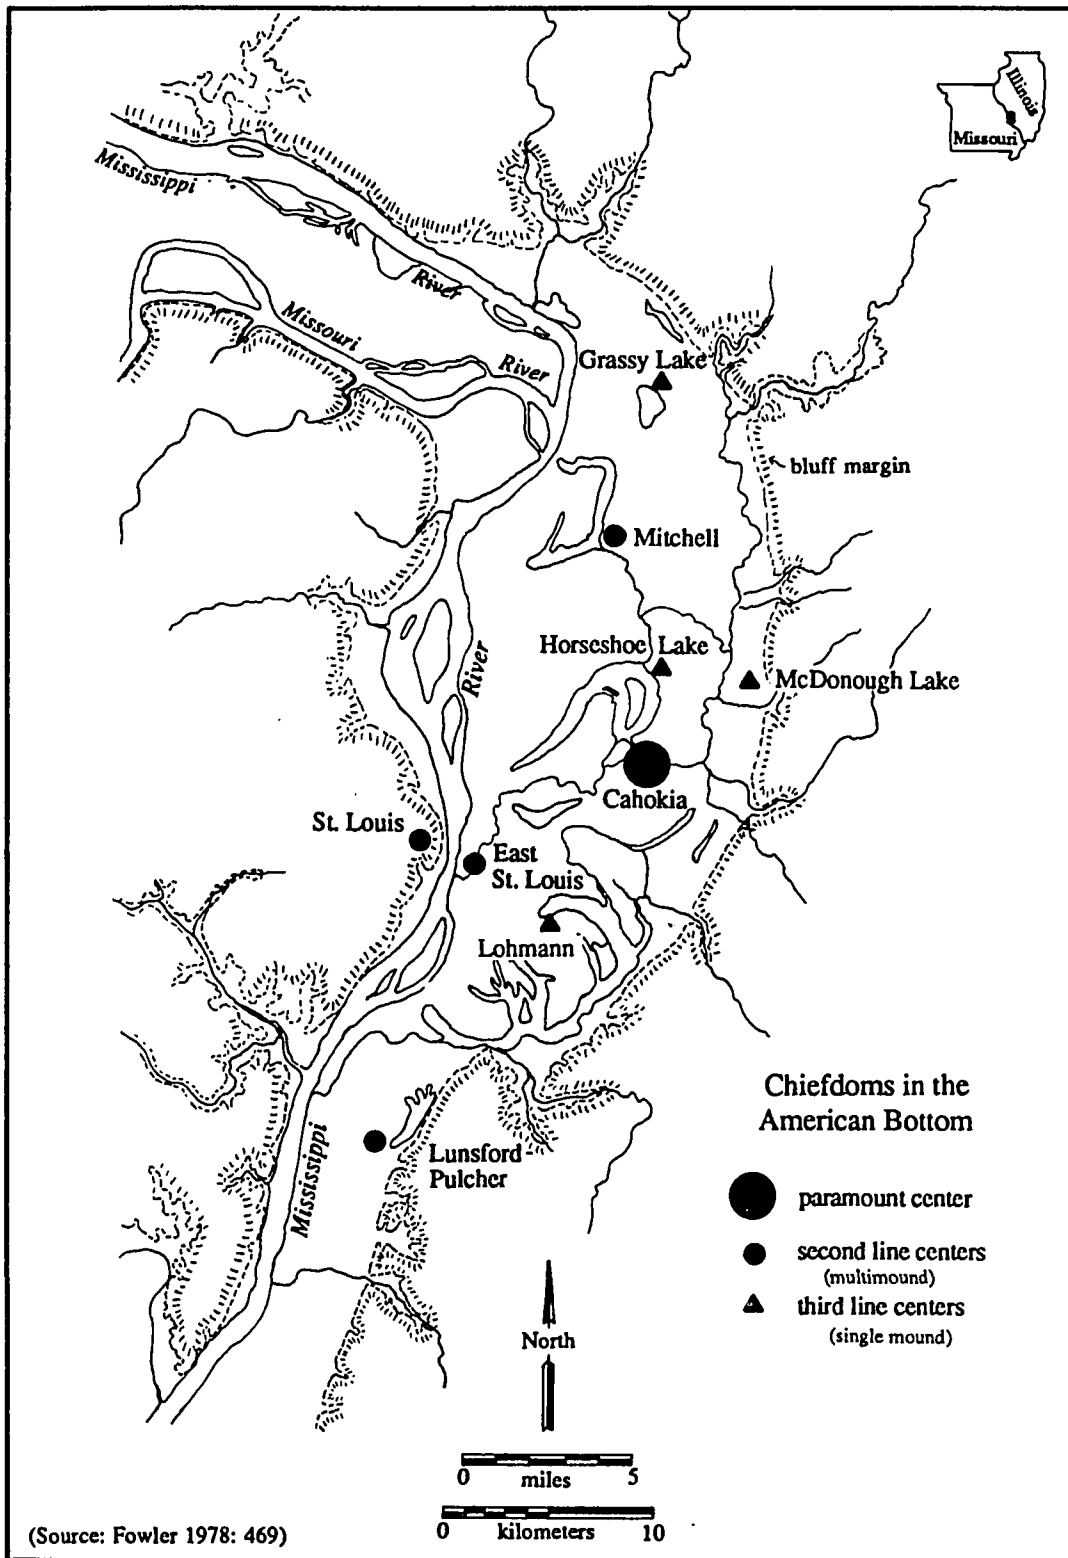 Illinois
Missouri
Mississippi
River
Missouri
River
Grassy Lake
bluff margin
Mitchell
Horseshoe Lake
River
McDonough Lake
Cahokia
St. Louis
East
St. Louis
Lohmann
Chiefdoms in the
American Bottom
Lunsford
Pulcher
Mississippi
paramount center
second line centers
(multimound)
third line centers
(single mound)
North
0 miles 5
0 kilometers 10
(Source: Fowler 1978: 469)